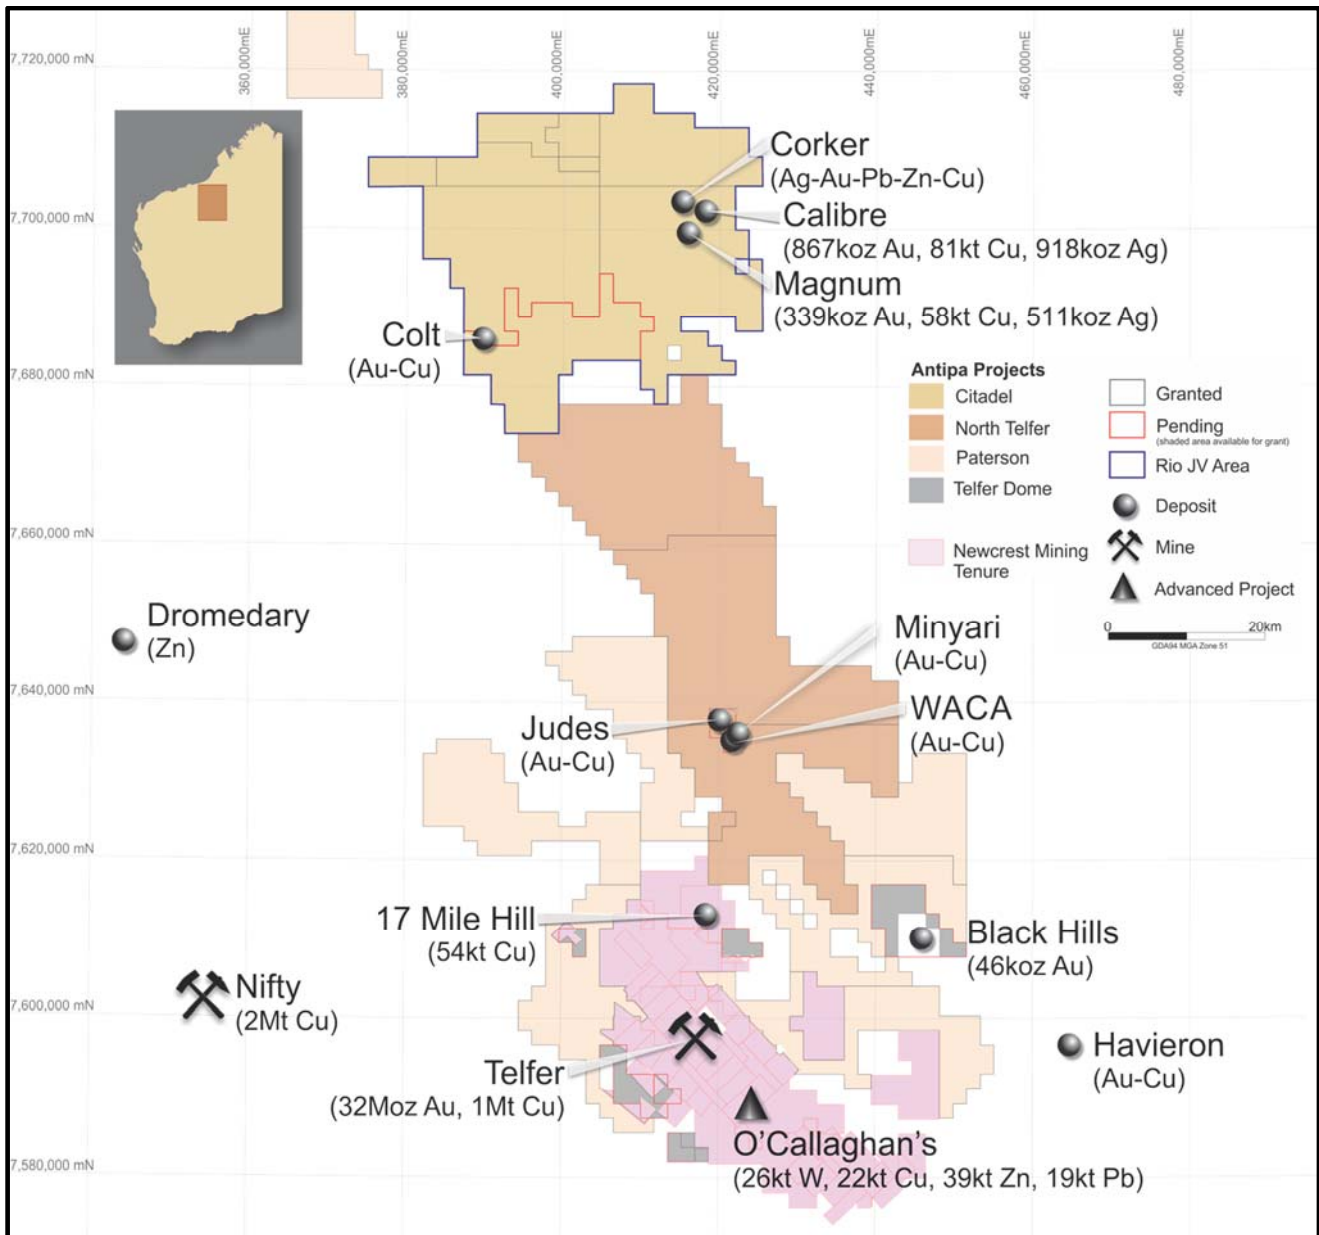 360,000mE
380,000mE
400,000mE
420,000mE
440,000mE
460,000mE
480,000mE
7,720,000 mN
7,700,000 mN
7,680,000 mN
7,660,000 mN
7,640,000 mN
7,620,000 mN
7,600,000 mN
7,580,000 mN
Corker
(Ag-Au-Pb-Zn-Cu)
Calibre
(867koz Au, 81kt Cu, 918koz Ag)
Magnum
(339koz Au, 58kt Cu, 511koz Ag)
Colt
(Au-Cu)
Antipa Projects
Citadel
North Telfer
Paterson
Telfer Dome
Newcrest Mining
Tenure
Granted
Pending
(shaded area available for grant)
Rio JV Area
Deposit
Mine
Advanced Project
0
20km
GDA94 MGA Zone 51
Dromedary
(Zn)
Minyari
(Au-Cu)
WACA
(Au-Cu)
Judes
(Au-Cu)
17 Mile Hill
(54kt Cu)
Black Hills
(46koz Au)
Nifty
(2Mt Cu)
Havieron
(Au-Cu)
Telfer
(32Moz Au, 1Mt Cu)
O'Callaghan's
(26kt W, 22kt Cu, 39kt Zn, 19kt Pb)